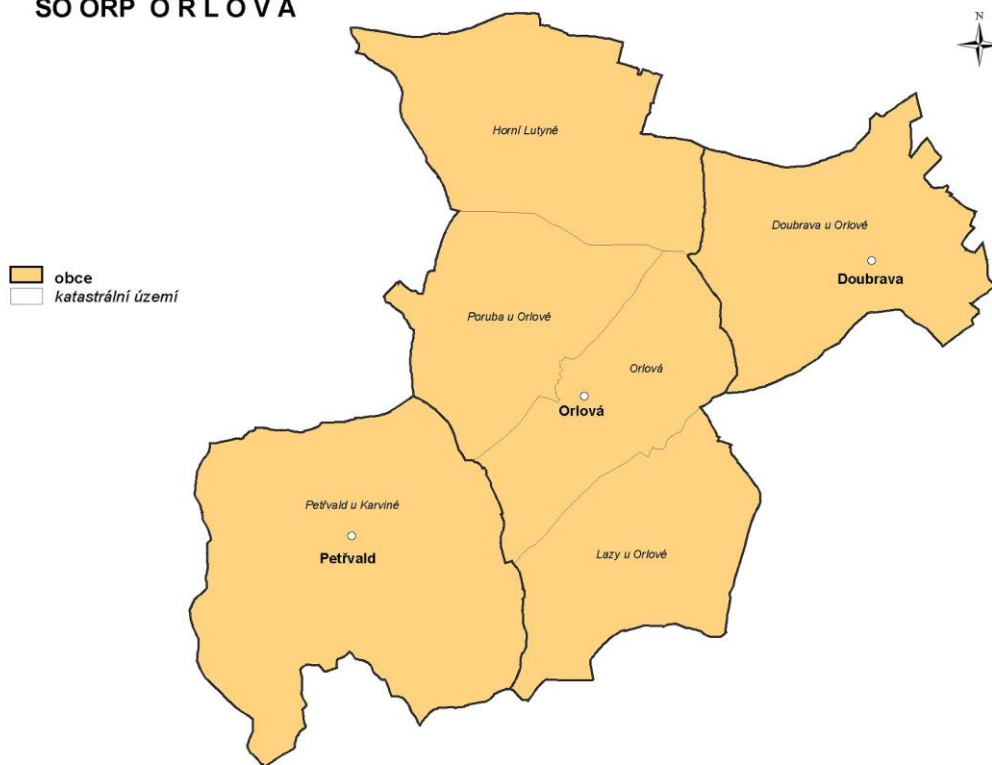 SO ORP O R L O V Á
N
Horní Lutyně
Doubrava u Orlové
Doubrava
obce
katastrální území
Poruba u Orlové
Orlová
Orlová
Petřvald u Karviné
Petřvald
Lazy u Orlové